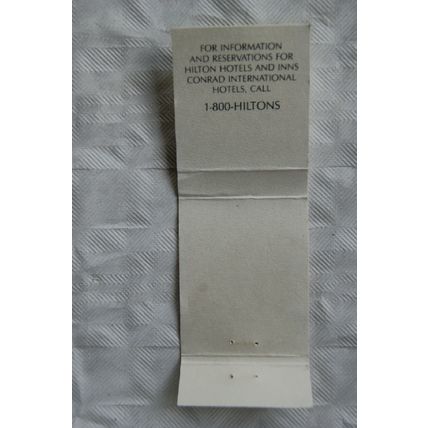 FOR INFORMATION
AND RESERVATIONS FOR
HILTON HOTELS AND INNS
CONRAD INTERNATIONAL
HOTELS, CALL
1-800-HILTONS